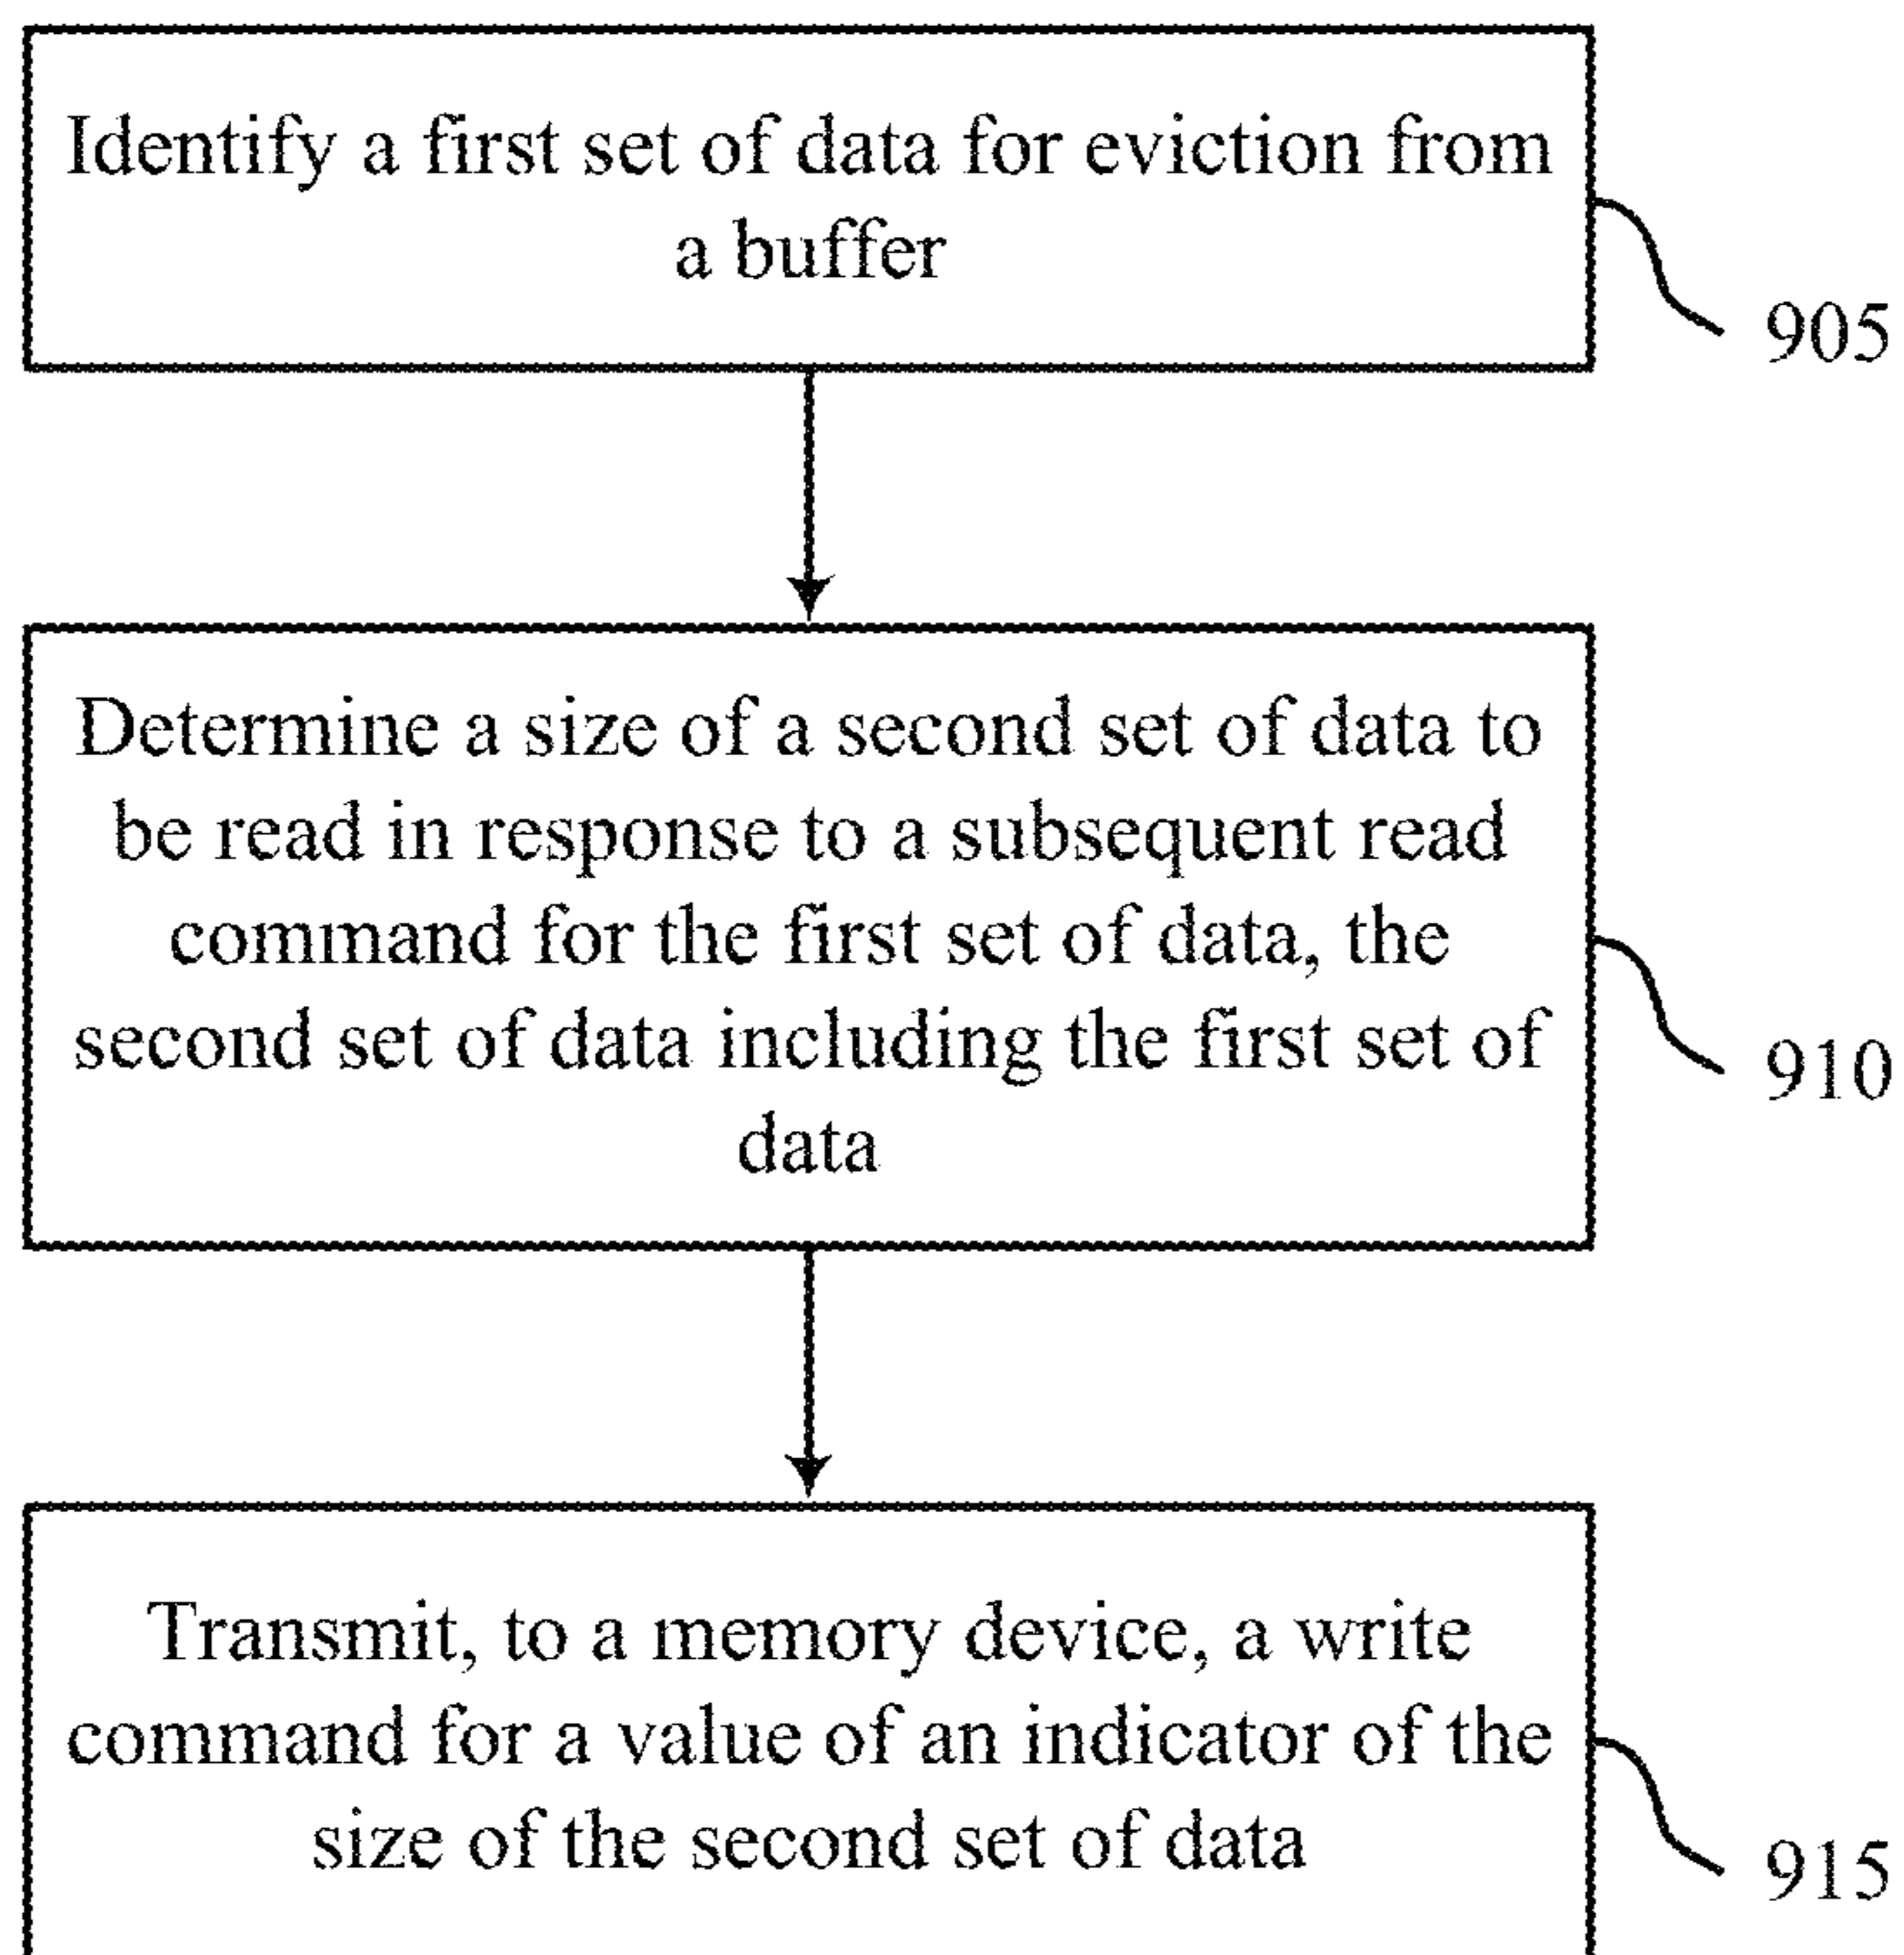 Identify a first set of data for eviction from
a buffer
905
Determine a size of a second set of data to
be read in response to a subsequent read
command for the first set of data, the
second set of data including the first set of
data
910
Transmit, to a memory device, a write
command for a value of an indicator of the
size of the second set of data
915